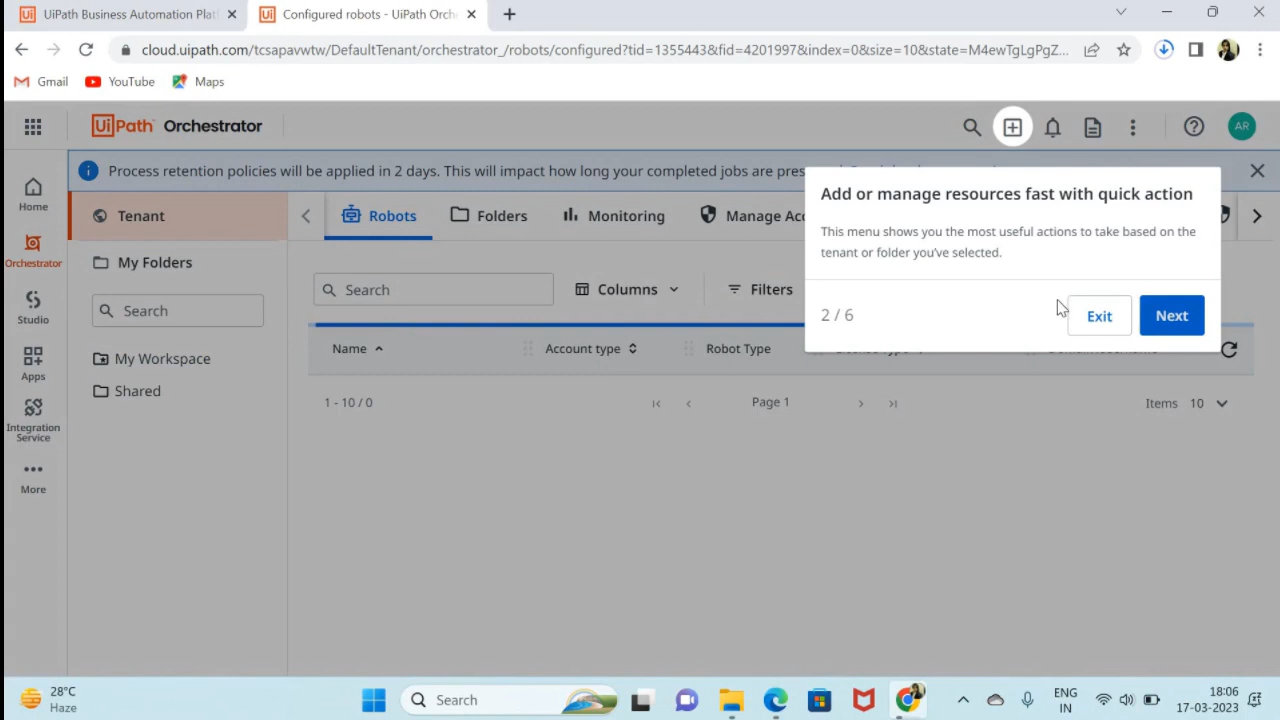 UiPath Business Automation Plat
Configured robots - UiPath Orch
cloud.uipath.com/tcsapavwtw/DefaultTenant/orchestrator_/robots/configured?tid=1355443&fid=4201997&index=0&size=10&state=M4ewTgLgPgZ...
Gmail
YouTube
Maps
UiPath Orchestrator
AR
Process retention policies will be applied in 2 days. This will impact how long your completed jobs are pres
Home
Orchestrator
Studio
Apps
Integration
Service
More
Tenant
My Folders
Search
My Workspace
Shared
Robots
Folders
Monitoring
Manage Acc
Search
Columns
Filters
Name
Account type
Robot Type
1 - 10 / 0
Page 1
Items 10
Add or manage resources fast with quick action
This menu shows you the most useful actions to take based on the
tenant or folder you've selected.
2 / 6
Exit
Next
28°C
Haze
Search
ENG
IN
18:06
17-03-2023